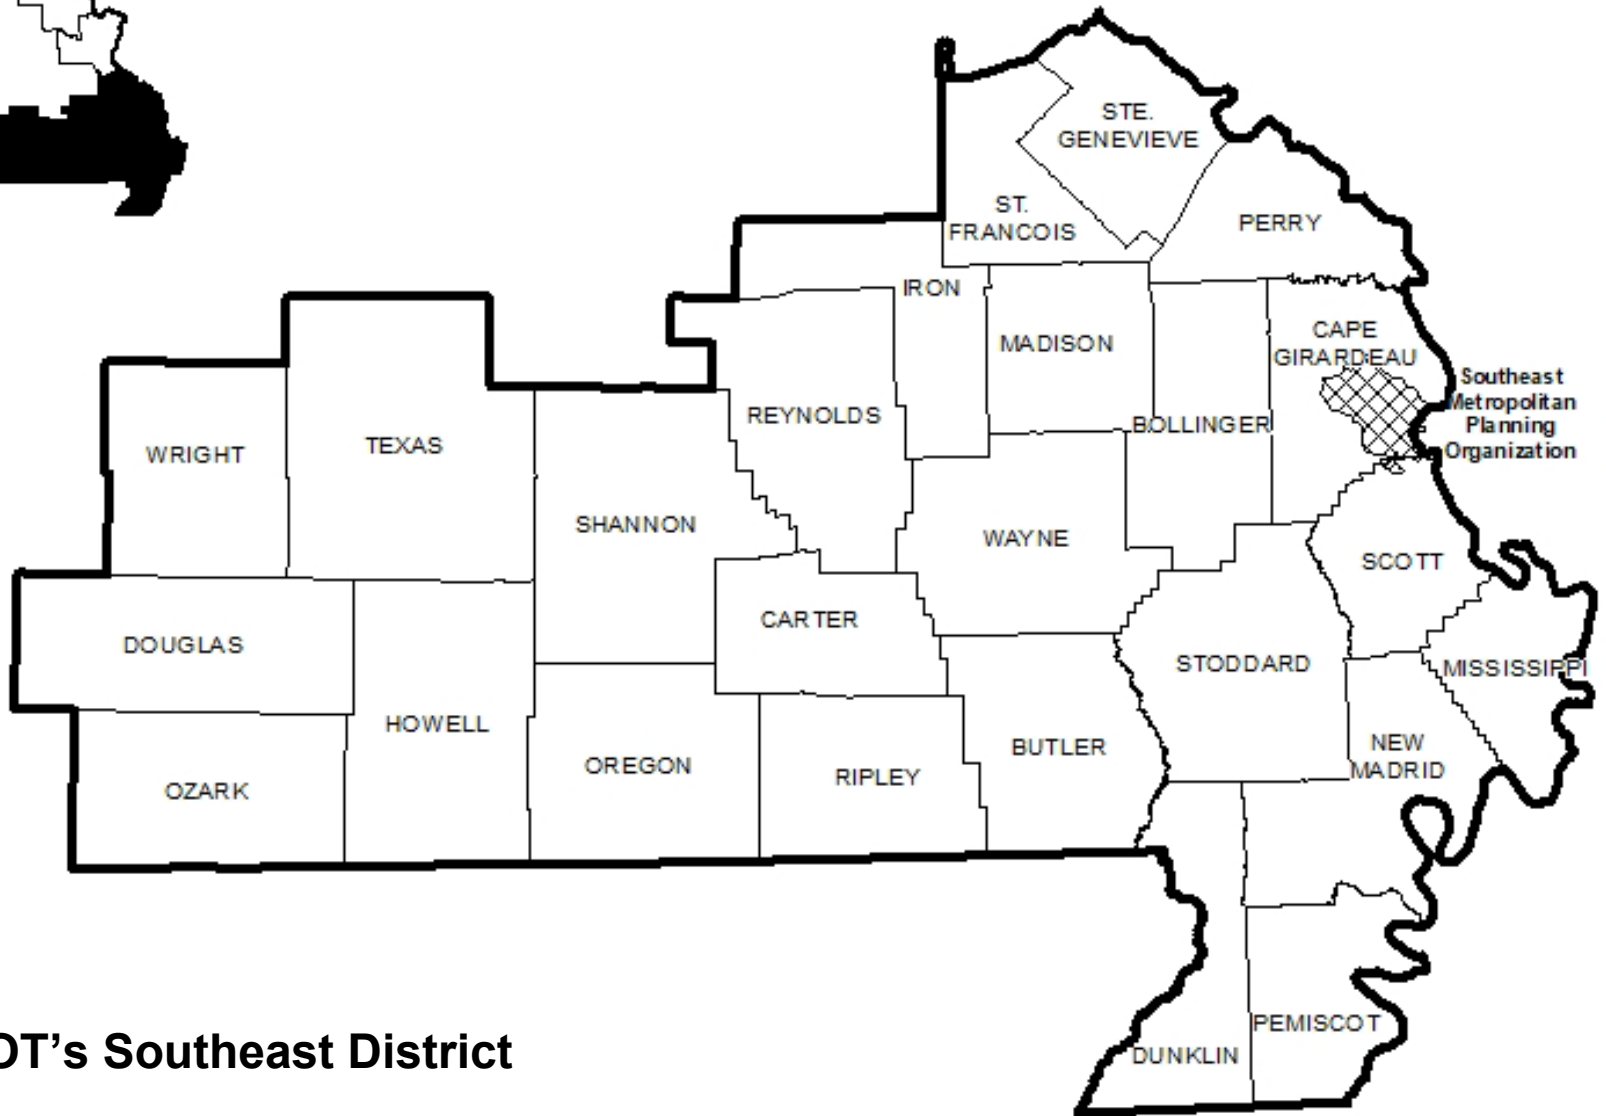 STE.
GENEVIEVE
ST.
FRANCOIS
PERRY
IRON
MADISON
CAPE
GIRARDEAU
Southeast
Metropolitan
Planning
Organization
REYNOLDS
BOLLINGER
WRIGHT
TEXAS
SHANNON
WAYNE
SCOTT
CARTER
DOUGLAS
STODDARD
MISSISSIPPI
HOWELL
OREGON
RIPLEY
BUTLER
NEW
MADRID
OZARK
PEMISCOT
DUNKLIN
OT’s Southeast District